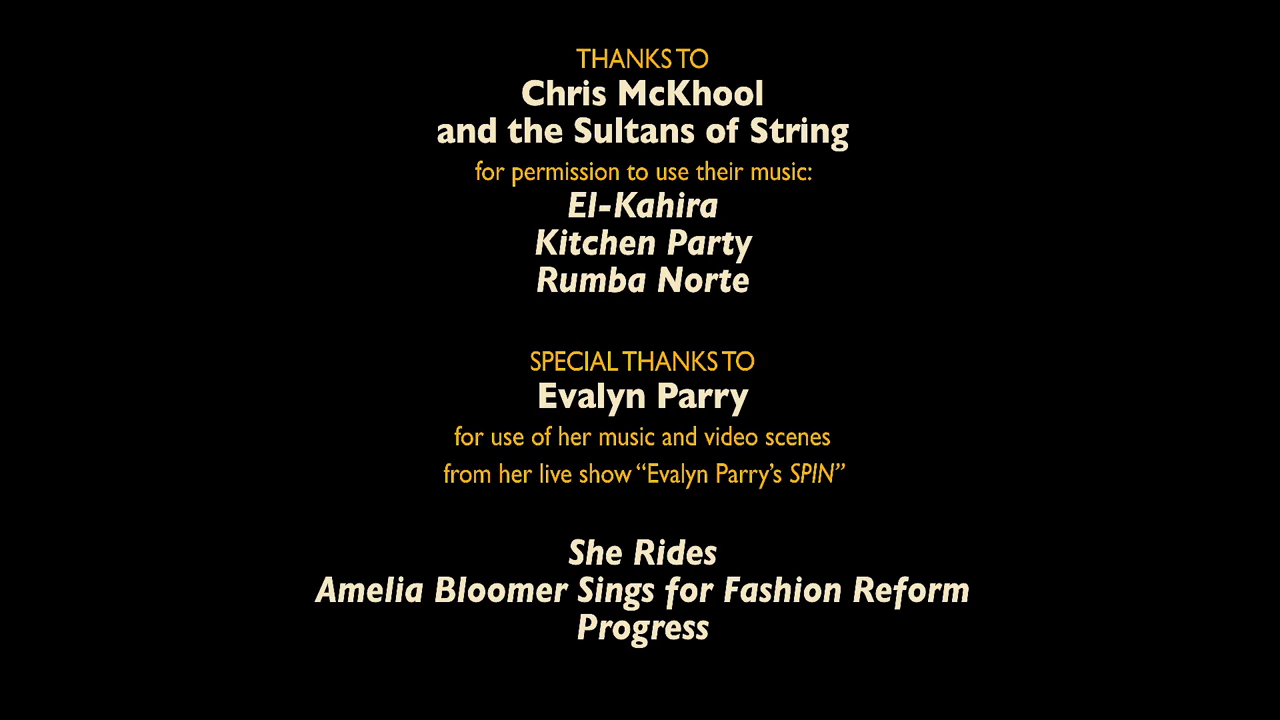 THANKS TO
Chris McKhool
and the Sultans of String
for permission to use their music:
El-Kahira
Kitchen Party
Rumba Norte
SPECIAL THANKS TO
Evalyn Parry
for use of her music and video scenes
from her live show “Evalyn Parry’s SPIN”
She Rides
Amelia Bloomer Sings for Fashion Reform
Progress